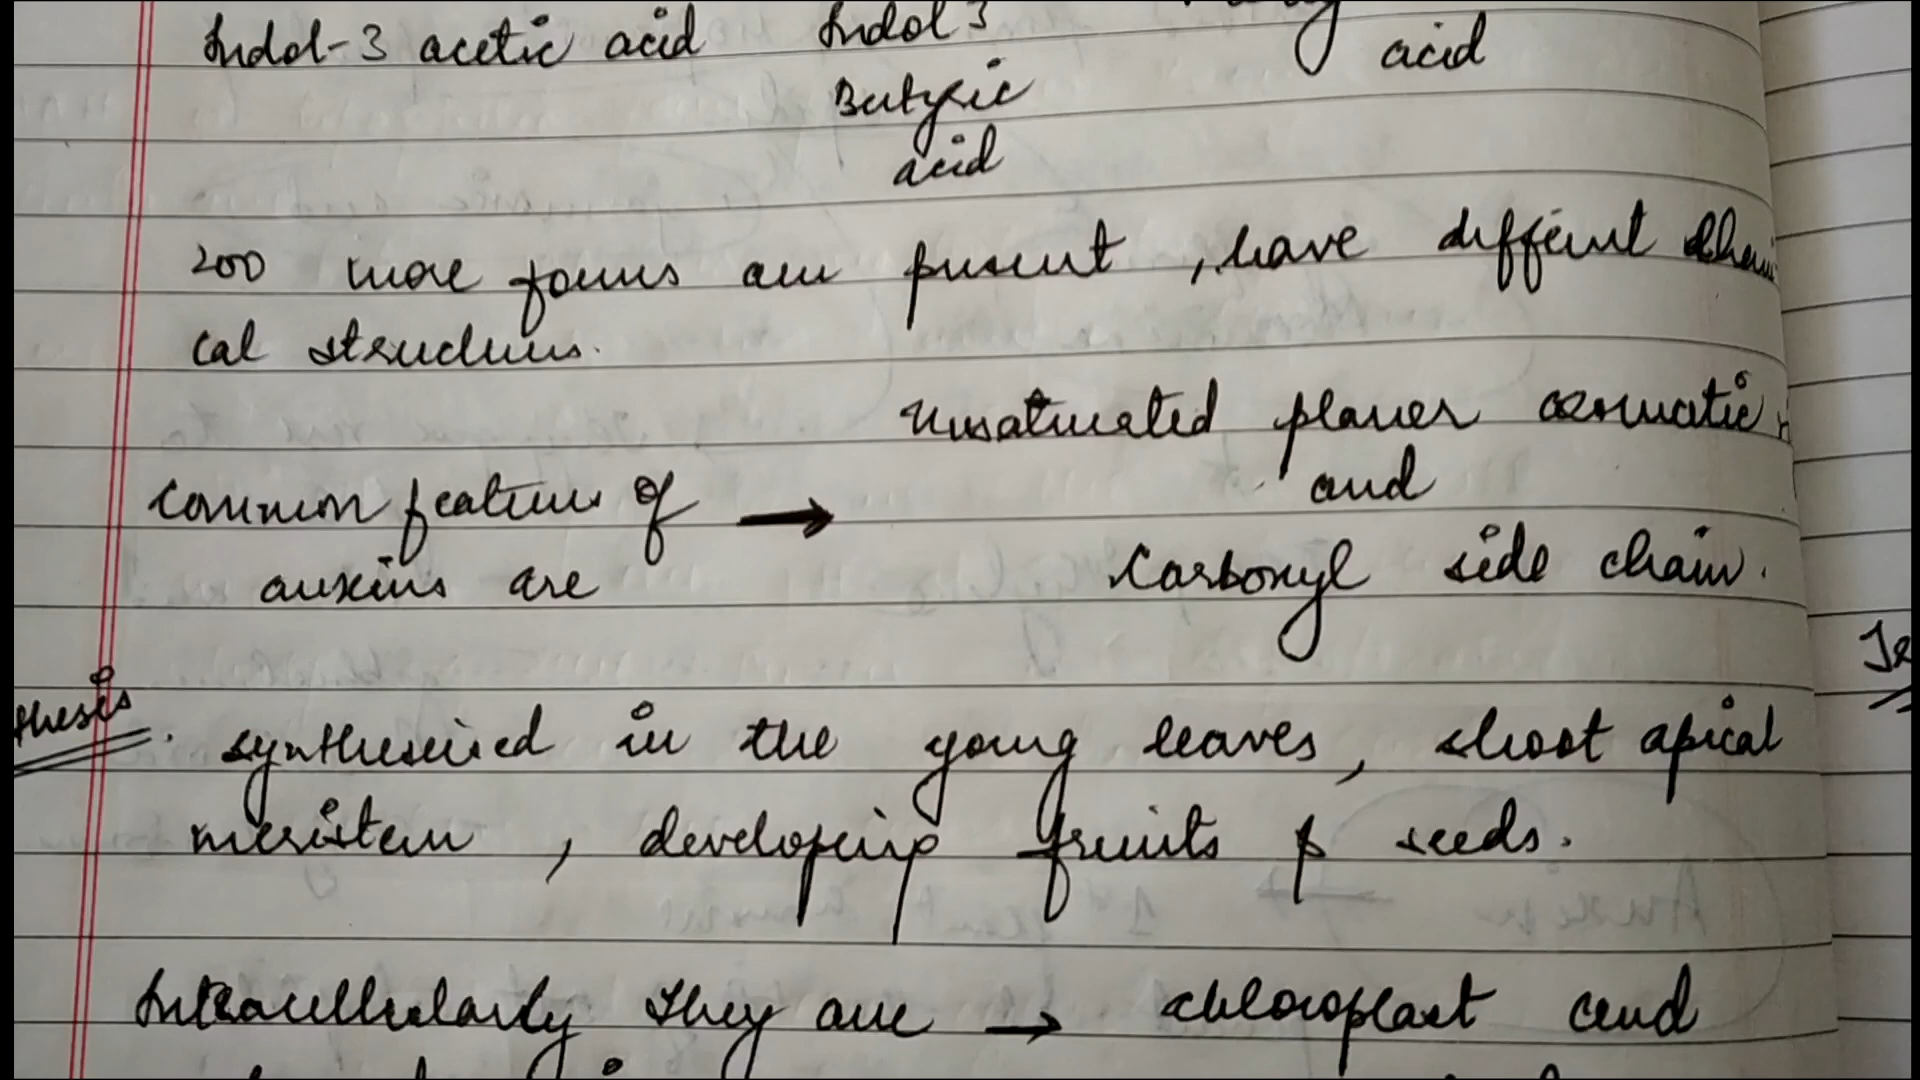 Indol-3 acetic acid Indol 3 acid
Butyric
acid
200 more forms are present, have different chemi
cal structures.
Unsaturated planer aromatic
and
common features of →
auxins are carbonyl side chain.
thesis. synthesized in the young leaves, shoot apical
meristem, developing fruits & seeds.
Intracellularly they are → chloroplast and